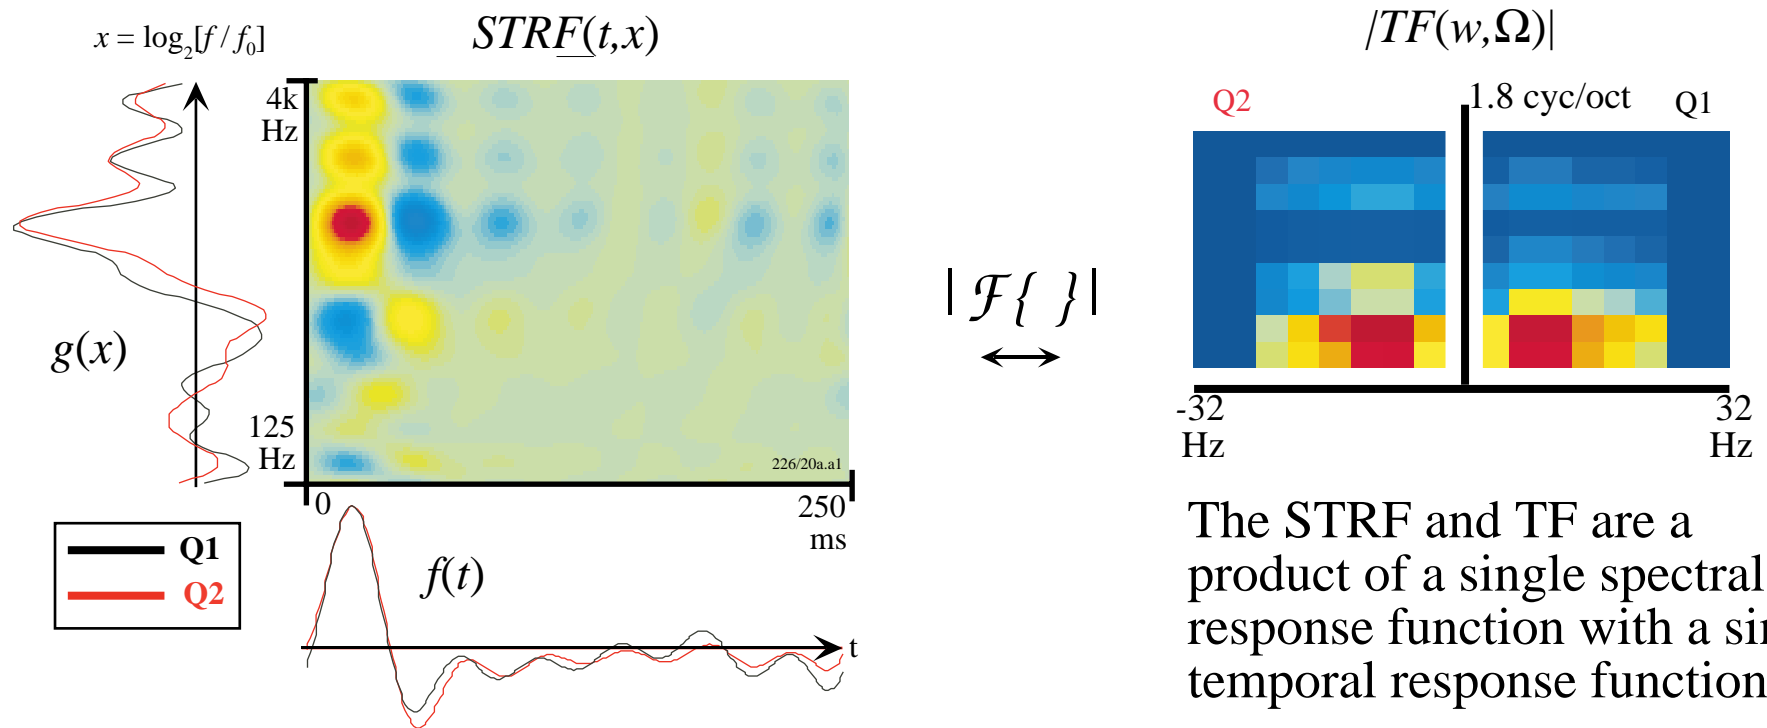 x = log₂[f/f₀]
STRF(t,x)
|TF(w,Ω)|
4k
Hz
Q2
1.8 cyc/oct
Q1
g(x)
| ℱ{ } |
125
Hz
226/20a.a1
-32
Hz
32
Hz
0
250
ms
Q1
Q2
f(t)
t
The STRF and TF are a
product of a single spectral
response function with a
temporal response function